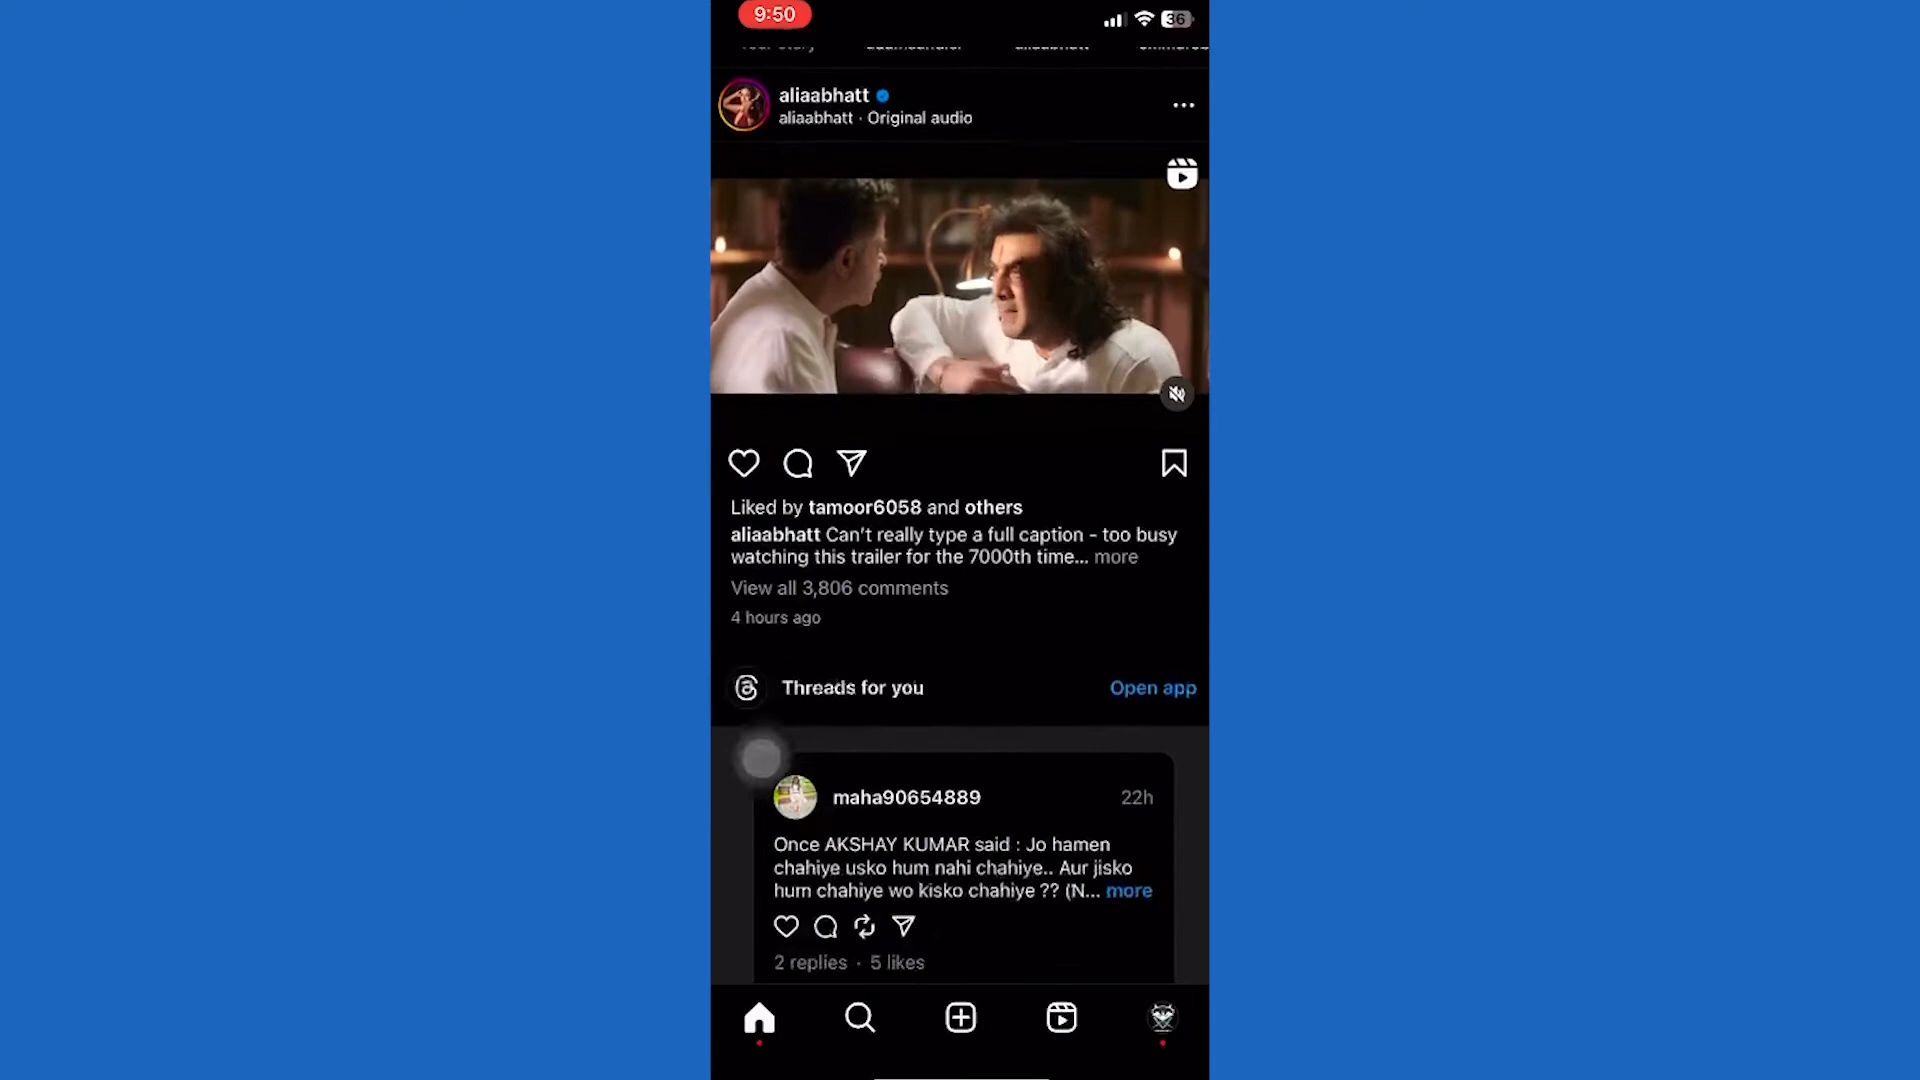 9:50
36
aliaabhatt
aliaabhatt · Original audio
Liked by tamoor6058 and others
aliaabhatt Can't really type a full caption - too busy
watching this trailer for the 7000th time... more
View all 3,806 comments
4 hours ago
Threads for you
Open app
maha90654889
22h
Once AKSHAY KUMAR said : Jo hamen
chahiye usko hum nahi chahiye.. Aur jisko
hum chahiye wo kisko chahiye ?? (N... more
2 replies · 5 likes